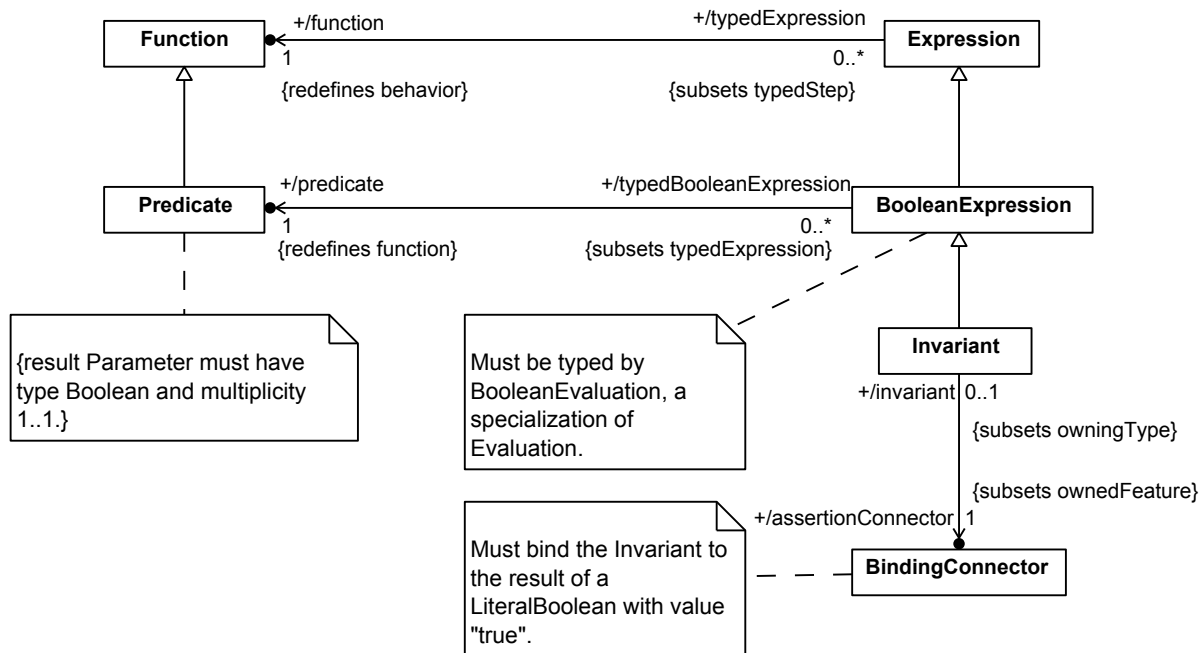 +/function
+/typedExpression
Function
Expression
1
0..*
{redefines behavior}
{subsets typedStep}
+/predicate
+/typedBooleanExpression
Predicate
BooleanExpression
1
0..*
{redefines function}
{subsets typedExpression}
{result Parameter must have
type Boolean and multiplicity
1..1.}
Must be typed by
BooleanEvaluation, a
specialization of
Evaluation.
Invariant
+/invariant
0..1
{subsets owningType}
{subsets ownedFeature}
+/assertionConnector
1
Must bind the Invariant to
the result of a
LiteralBoolean with value
"true".
BindingConnector